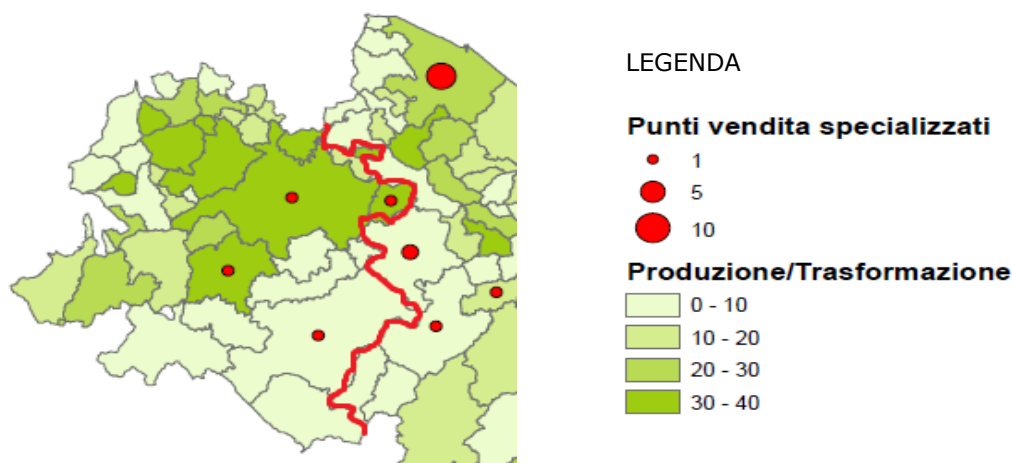 LEGENDA
Punti vendita specializzati
1
5
10
Produzione/Trasformazione
0 - 10
10 - 20
20 - 30
30 - 40